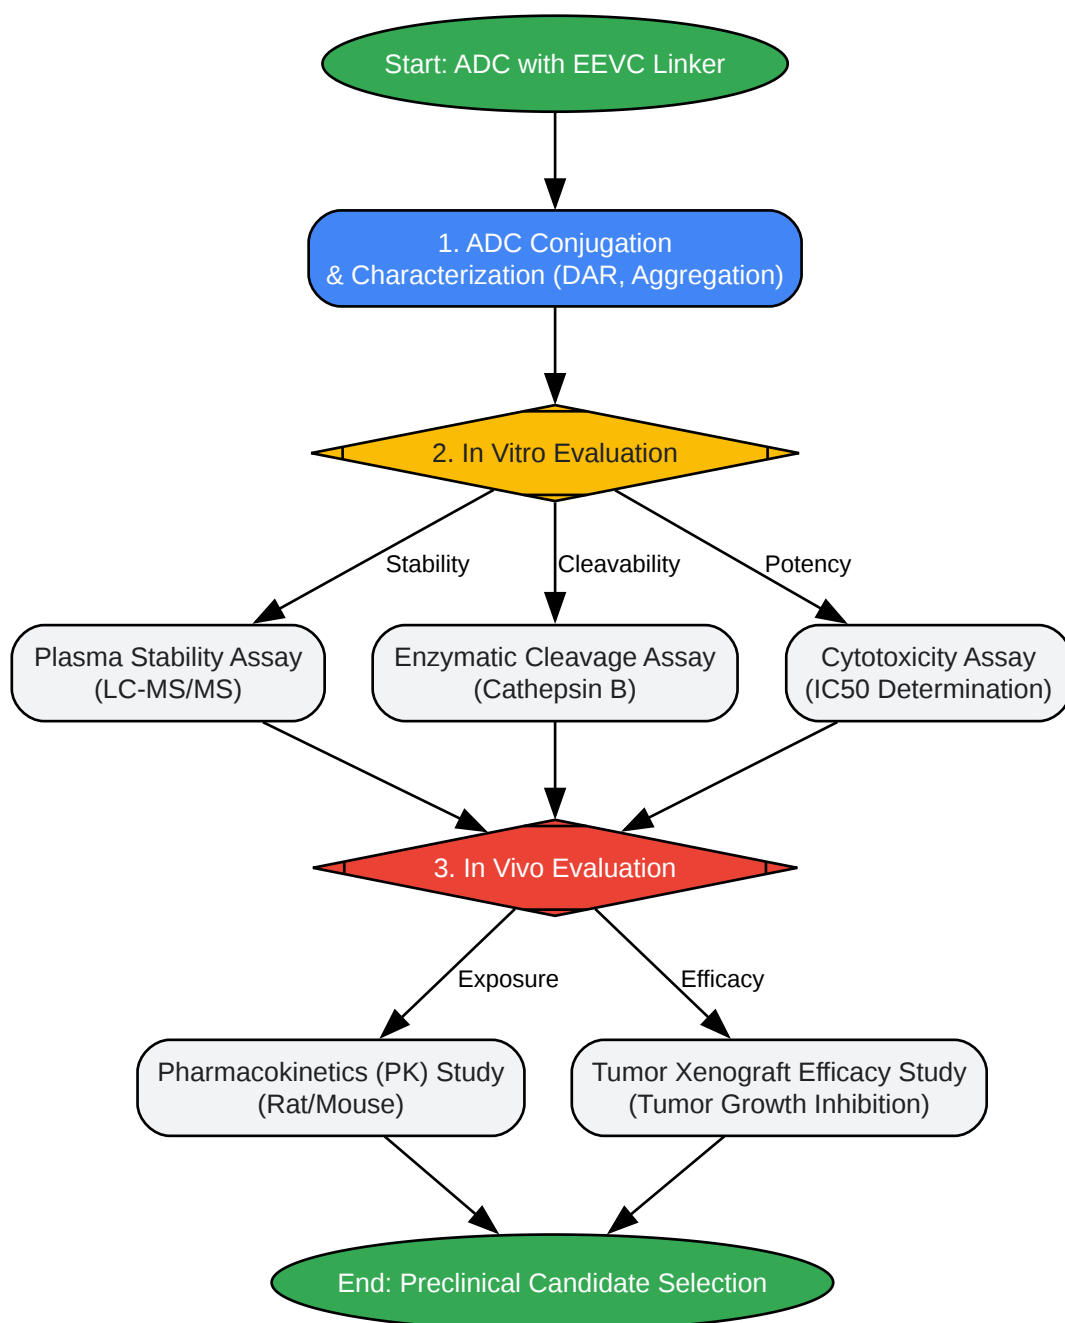 Start: ADC with EEVC Linker
1. ADC Conjugation
& Characterization (DAR, Aggregation)
2. In Vitro Evaluation
Stability
Cleavability
Potency
Plasma Stability Assay
(LC-MS/MS)
Enzymatic Cleavage Assay
(Cathepsin B)
Cytotoxicity Assay
(IC50 Determination)
3. In Vivo Evaluation
Exposure
Efficacy
Pharmacokinetics (PK) Study
(Rat/Mouse)
Tumor Xenograft Efficacy Study
(Tumor Growth Inhibition)
End: Preclinical Candidate Selection